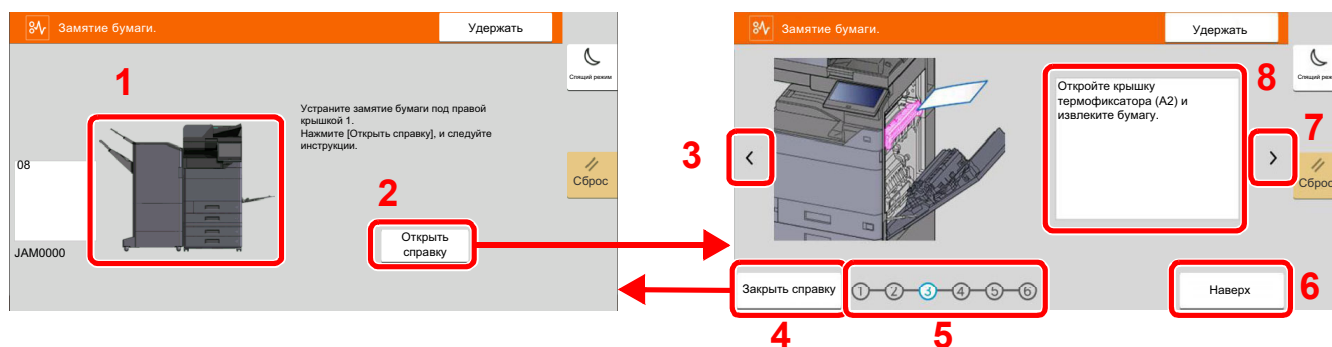 Замятие бумаги.
Удержать
Спящий режим
1
Устраните замятие бумаги под правой
крышкой 1.
Нажмите [Открыть справку], и следуйте
инструкции.
08
Сброс
2
JAM0000
Открыть
справку
Замятие бумаги.
Удержать
8
Спящий реж
Откройте крышку
термофиксатора (A2) и
извлеките бумагу.
7
3
<
>
Сброс
Закрыть справку
1 2 3 4 5 6
Наверх
6
4
5